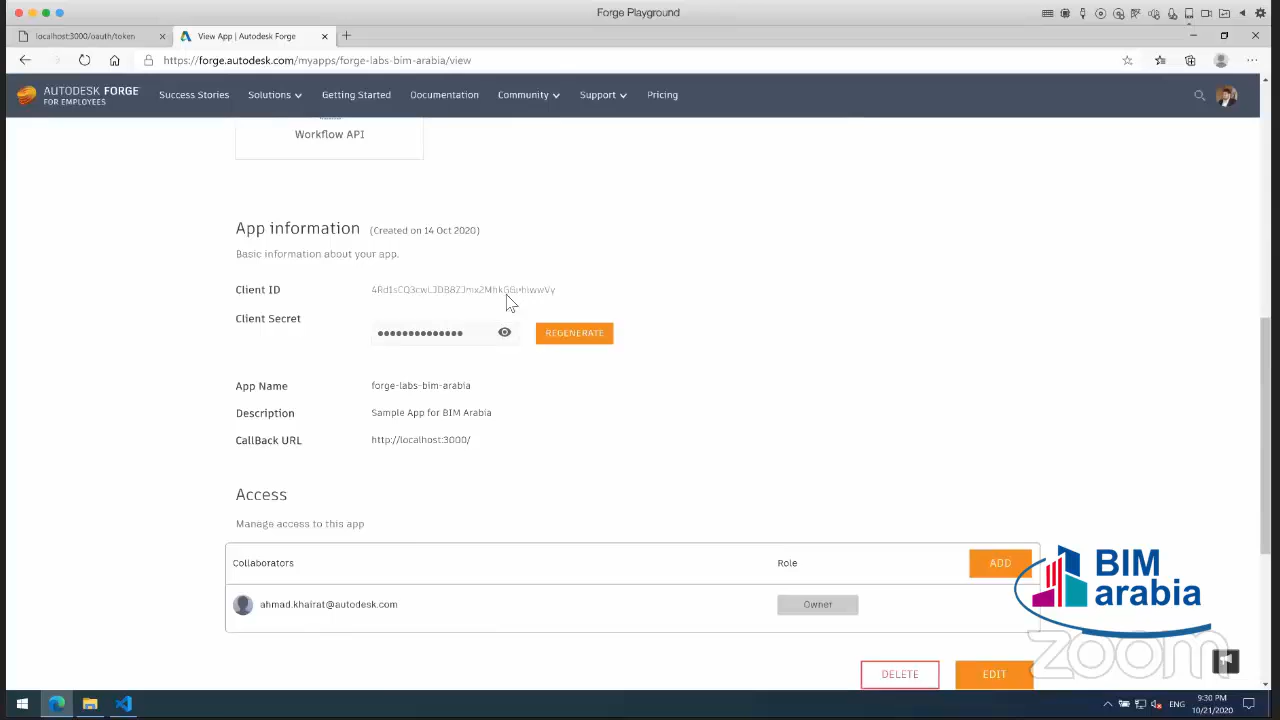 Forge Playground
localhost:3000/oauth/token
View App | Autodesk Forge
https://forge.autodesk.com/myapps/forge-labs-bim-arabia/view
AUTODESK FORGE
FOR EMPLOYEES
Success Stories Solutions Getting Started Documentation Community Support Pricing
Workflow API
App information (Created on 14 Oct 2020)
Basic information about your app.
Client ID
Client Secret ●●●●●●●●●●●●●● REGENERATE
App Name forge-labs-bim-arabia
Description Sample App for BIM Arabia
CallBack URL http://localhost:3000/
Access
Manage access to this app
Collaborators Role ADD
ahmad.khairat@autodesk.com Owner
BIM
arabia
zoom
DELETE EDIT
ENG
9:30 PM
10/21/2020